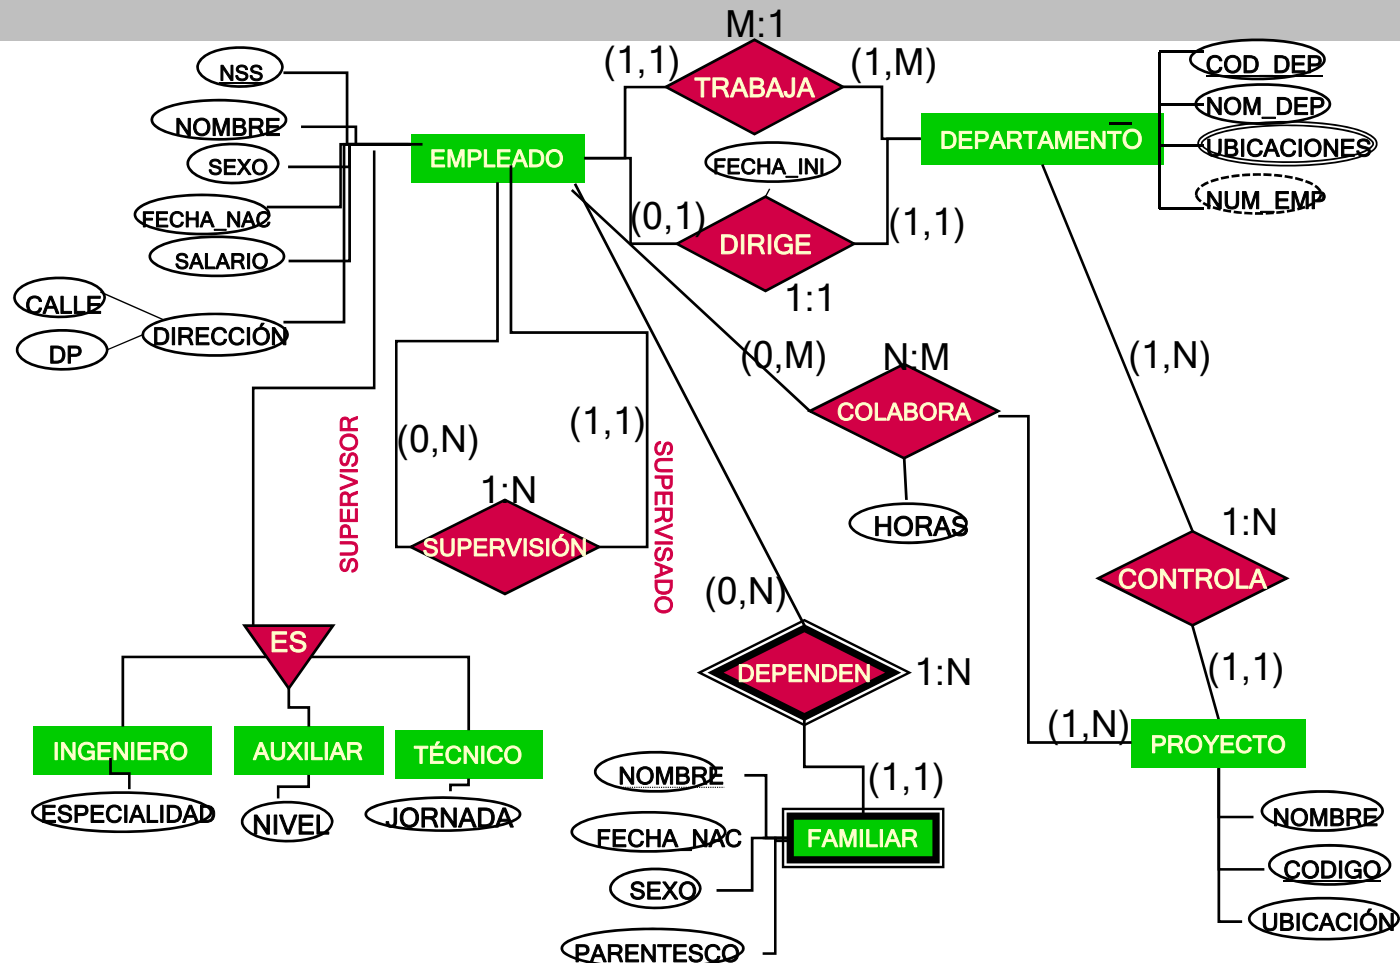 M:1
(1,1)
(1,M)
TRABAJA
NSS
NOMBRE
SEXO
FECHA_NAC
SALARIO
CALLE
DP
DIRECCIÓN
EMPLEADO
FECHA_INI
(0,1)
DIRIGE
(1,1)
1:1
DEPARTAMENTO
COD_DEP
NOM_DEP
UBICACIONES
NUM_EMP
(0,M)
N:M
COLABORA
HORAS
(1,N)
1:N
CONTROLA
(1,1)
SUPERVISOR
(0,N)
(1,1)
SUPERVISADO
1:N
SUPERVISIÓN
(0,N)
DEPENDEN
1:N
(1,1)
ES
INGENIERO
AUXILIAR
TÉCNICO
ESPECIALIDAD
NIVEL
JORNADA
NOMBRE
FECHA_NAC
SEXO
PARENTESCO
FAMILIAR
(1,N)
PROYECTO
NOMBRE
CODIGO
UBICACIÓN